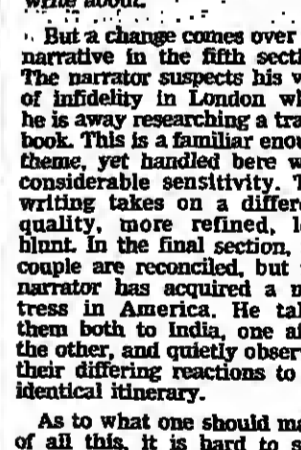 write about.
But a change comes over
narrative in the fifth secti
The narrator suspects his w
of infidelity in London wh
he is away researching a tra
book. This is a familiar enou
theme, yet handled here w
considerable sensitivity. T
writing takes on a differe
quality, more refined, l
blunt. In the final section,
couple are reconciled, but
narrator has acquired a m
tress in America. He tak
them both to India, one af
the other, and quietly obser
their differing reactions to
identical itinerary.
As to what one should ma
of all this, it is hard to s